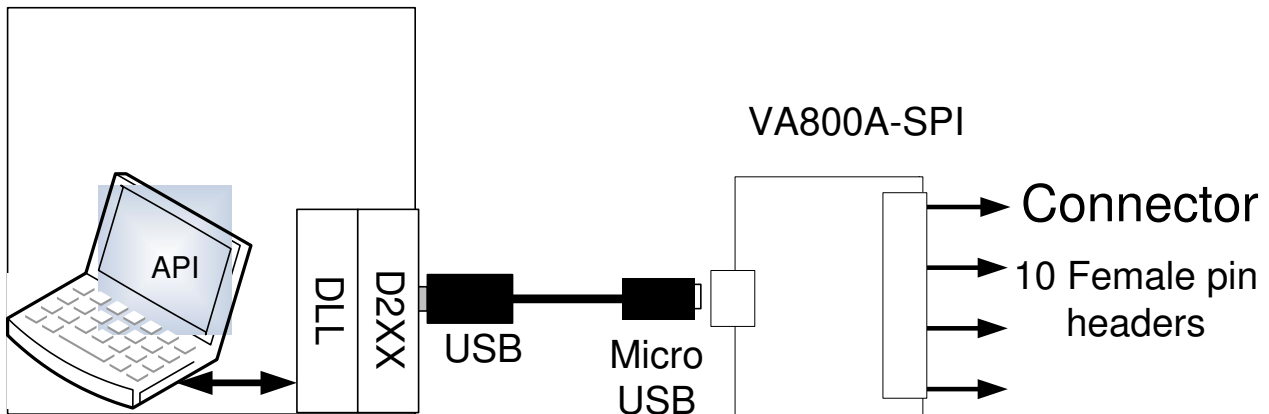 VA800A-SPI
Connector
10 Female pin
headers
API
DLL
D2XX
USB
Micro
USB